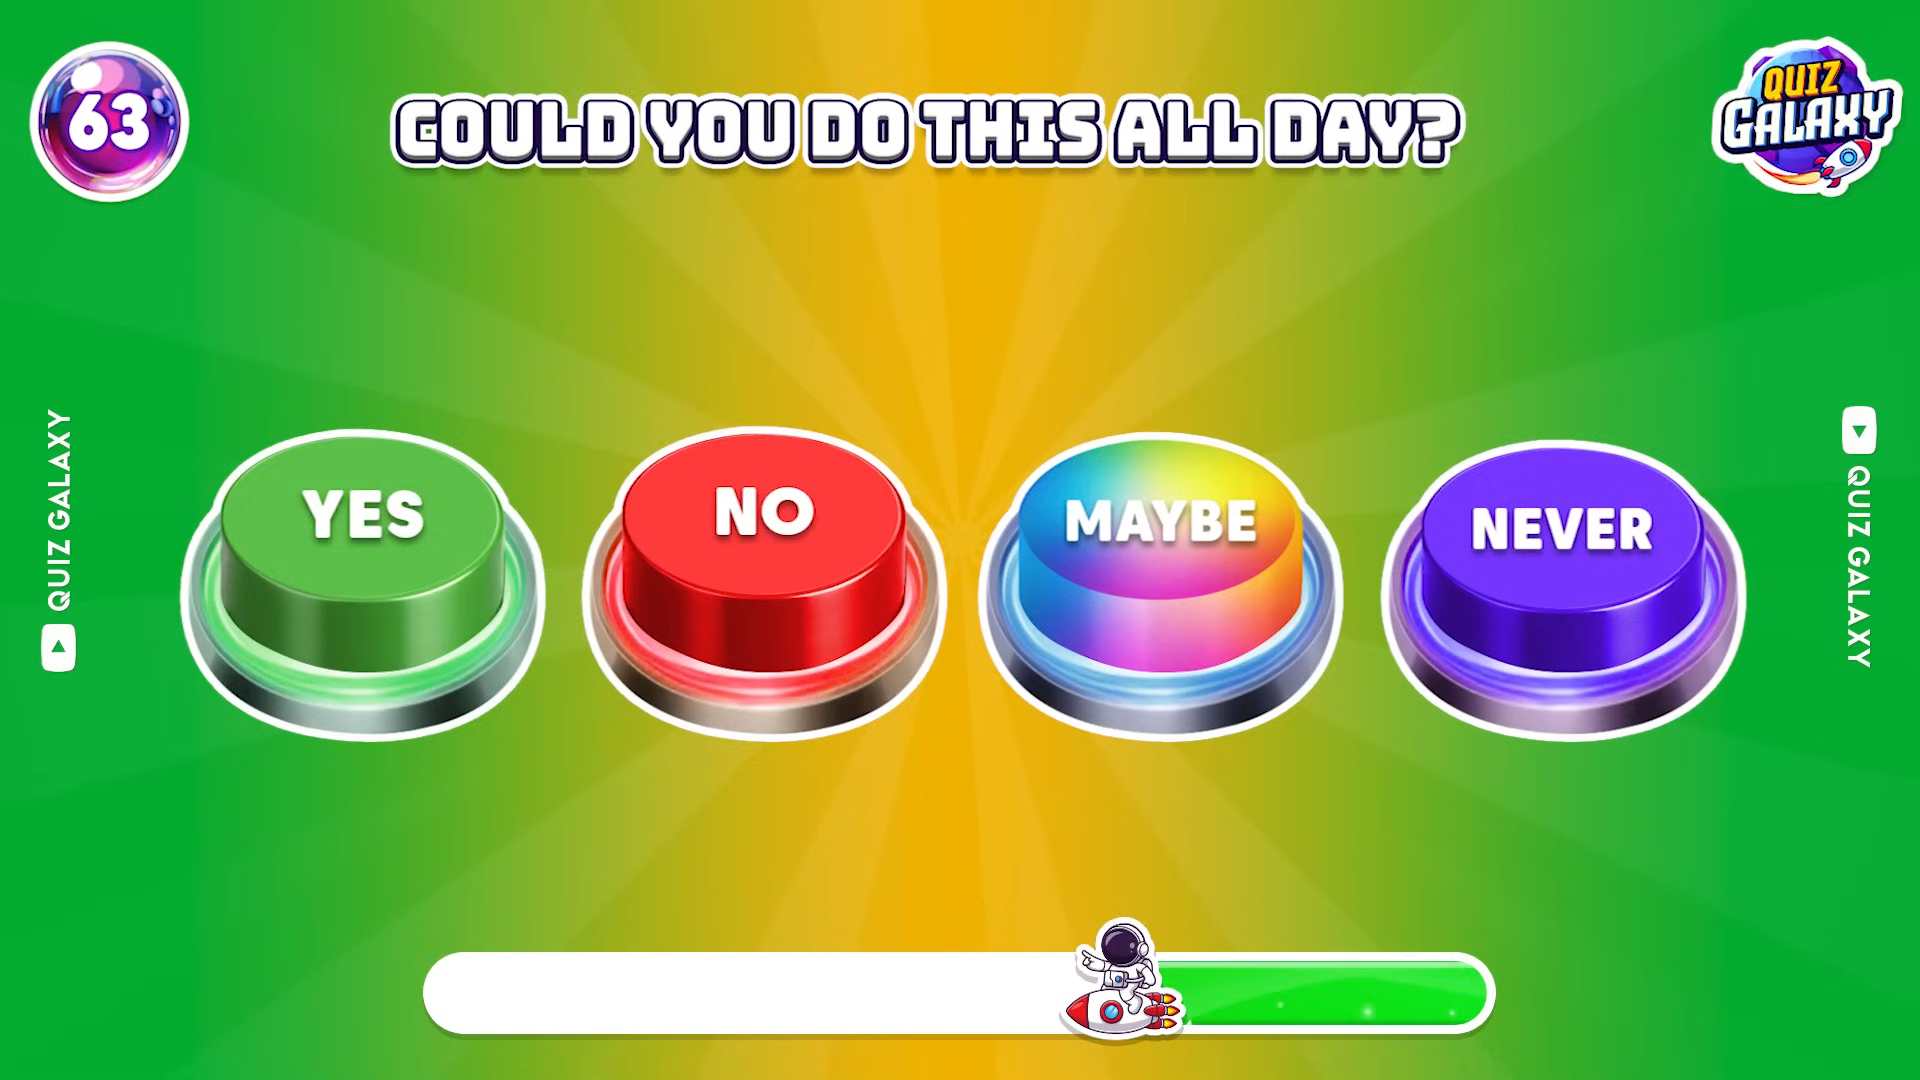 63
COULD YOU DO THIS ALL DAY?
QUIZ
GALAXY
YES
NO
MAYBE
NEVER
QUIZ GALAXY
QUIZ GALAXY